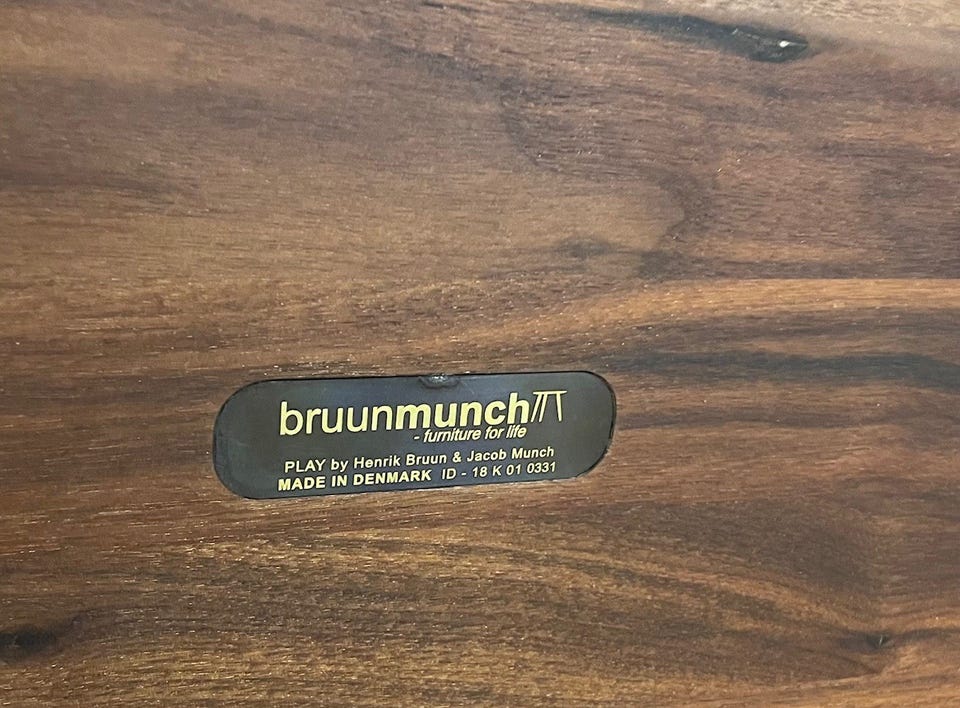 bruunmunch
- furniture for life
PLAY by Henrik Bruun & Jacob Munch
MADE IN DENMARK ID - 18 K 01 0331